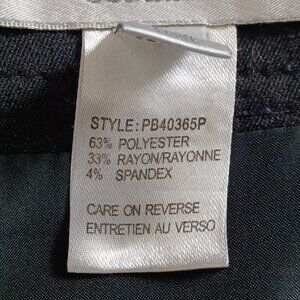 STYLE:PB40365P
63% POLYESTER
33% RAYON/RAYONNE
4% SPANDEX
CARE ON REVERSE
ENTRETIEN AU VERSO